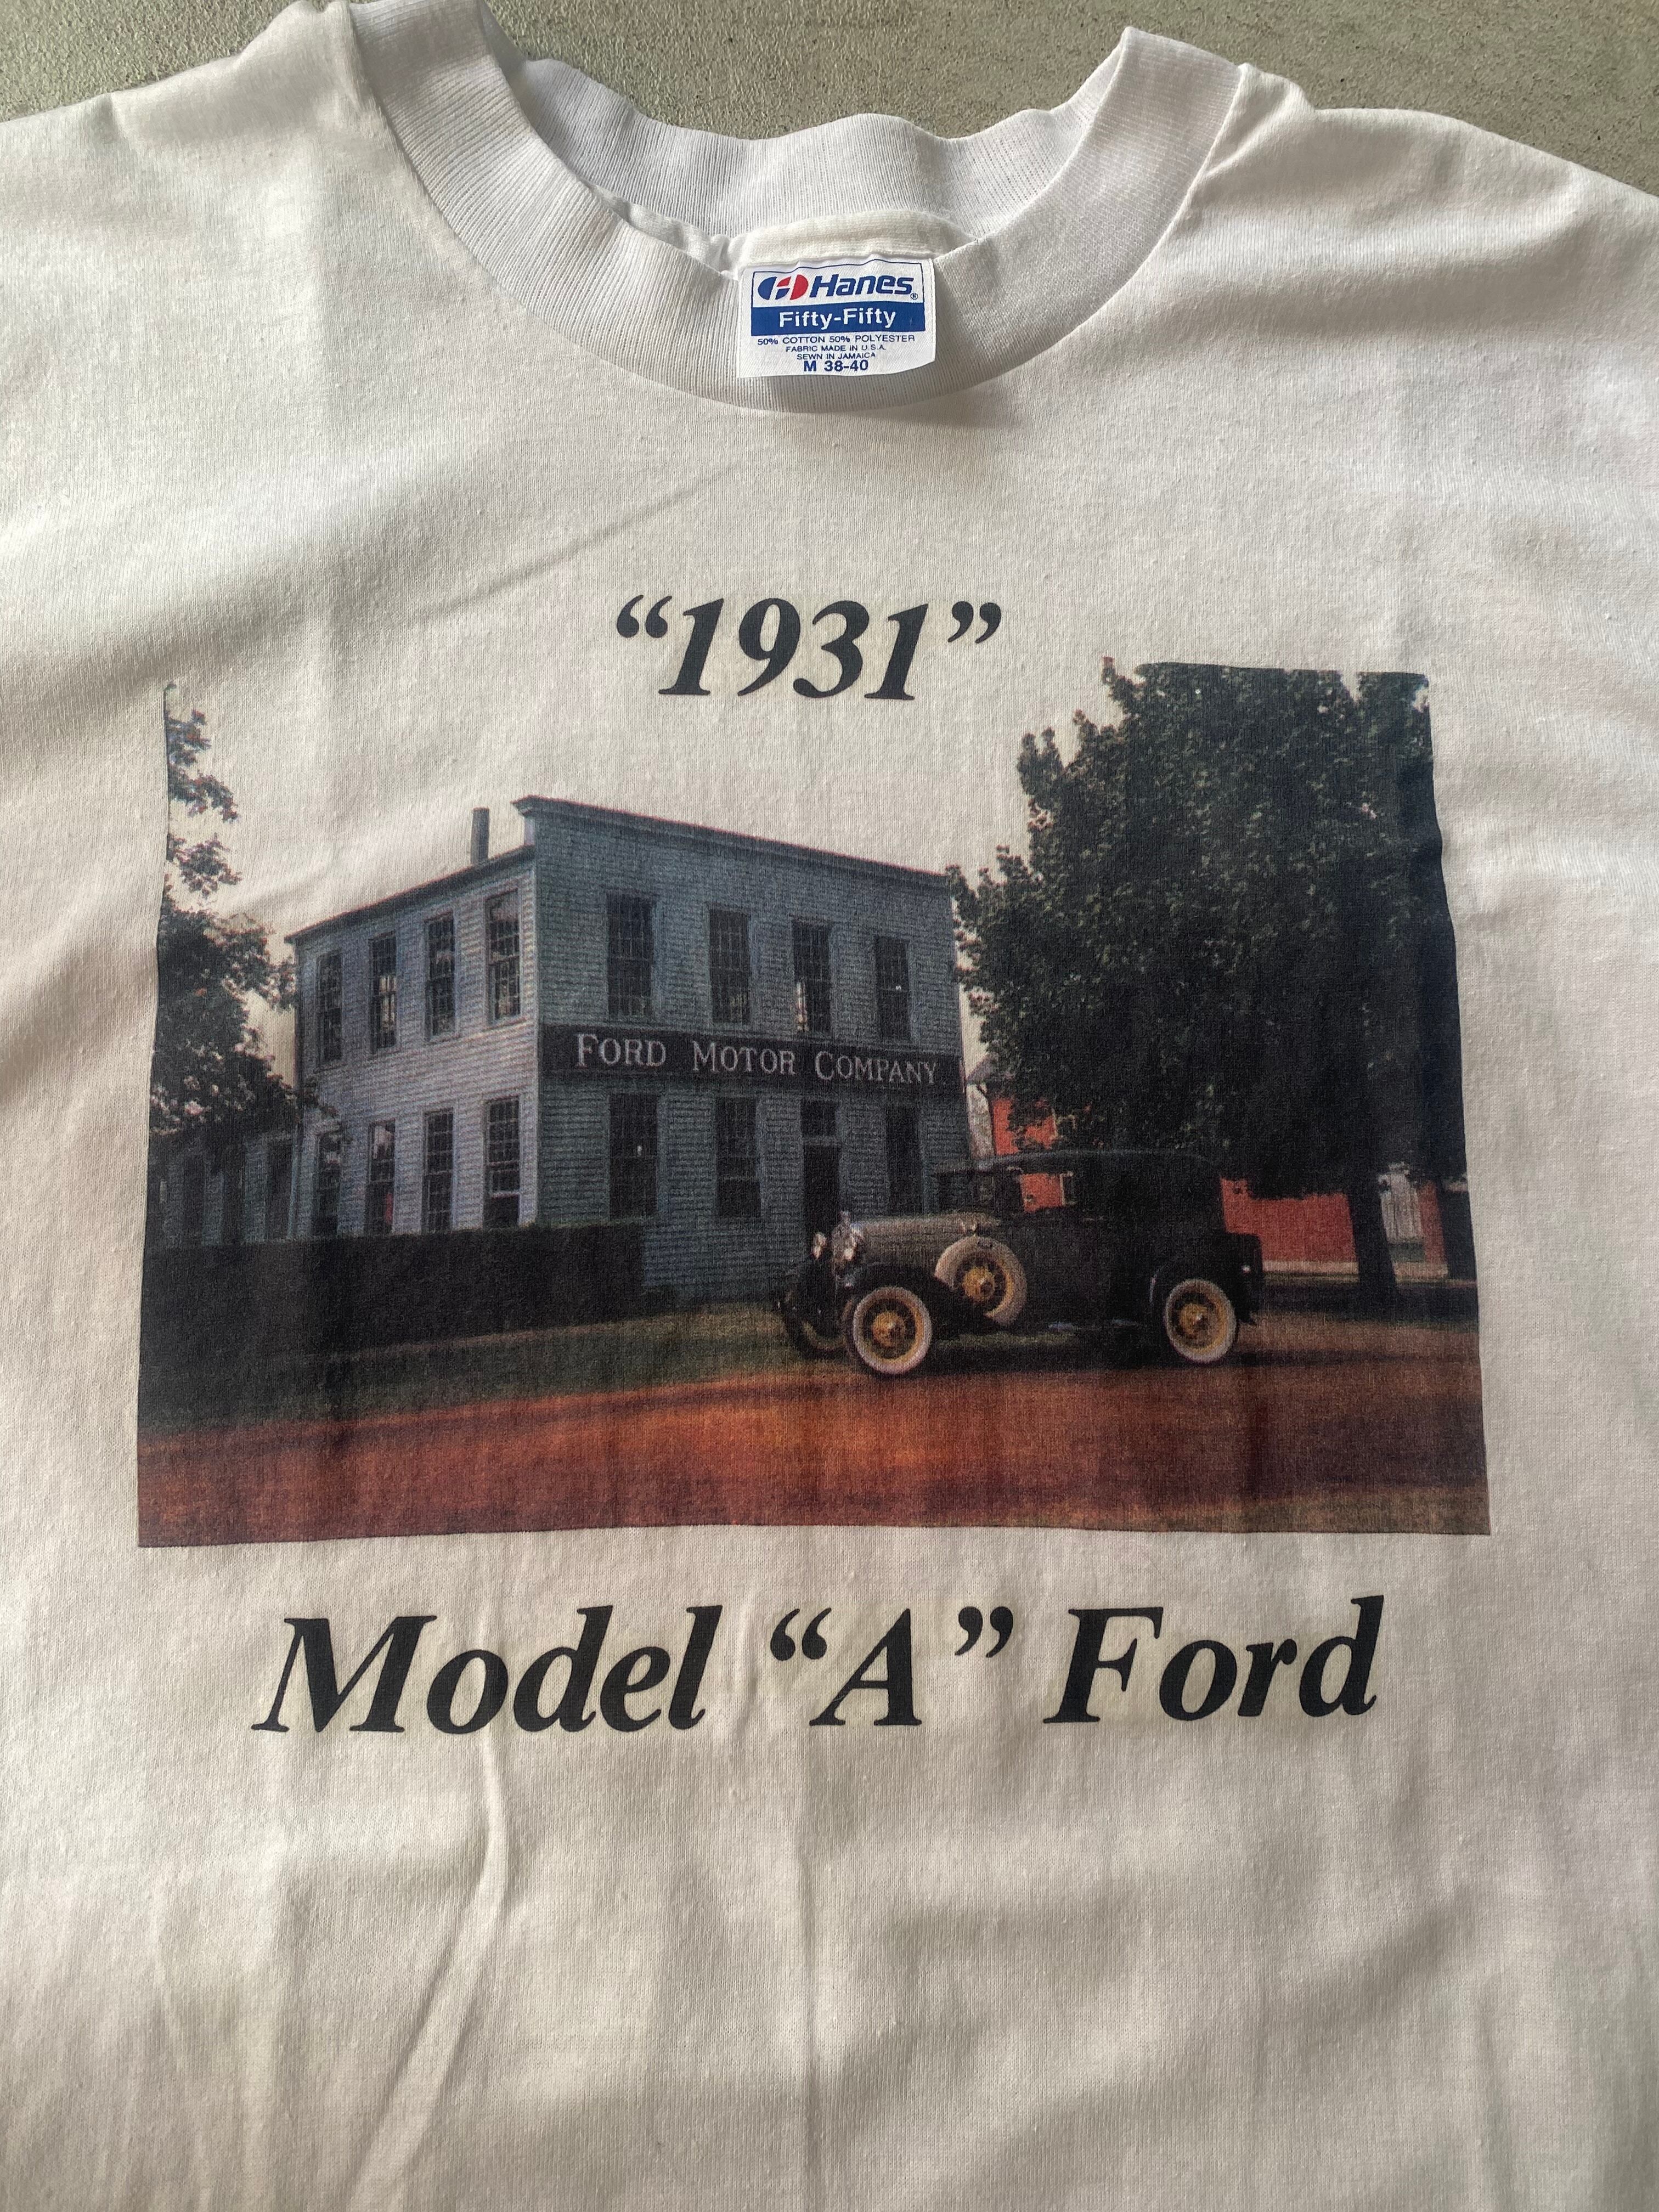 Hanes®
Fifty-Fifty
50% COTTON 50% POLYESTER
FABRIC MADE IN U.S.A.
SEWN IN JAMAICA
M 38-40
“1931”
FORD MOTOR COMPANY
Model “A” Ford